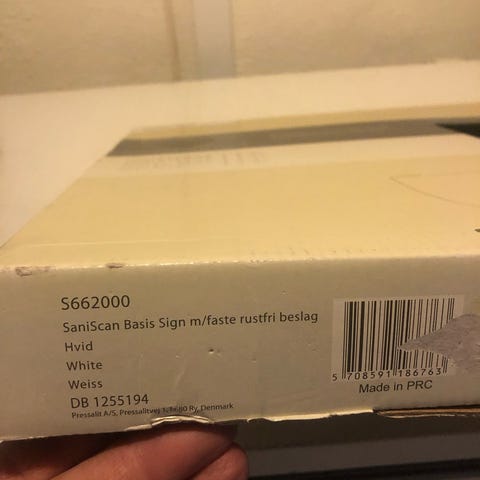 S662000
SaniScan Basis Sign m/faste rustfri beslag
Hvid
White
Weiss
DB 1255194
Pressalit A/S, Pressalitvej 1, 8680 Ry, Denmark
5 708591 186763
Made in PRC